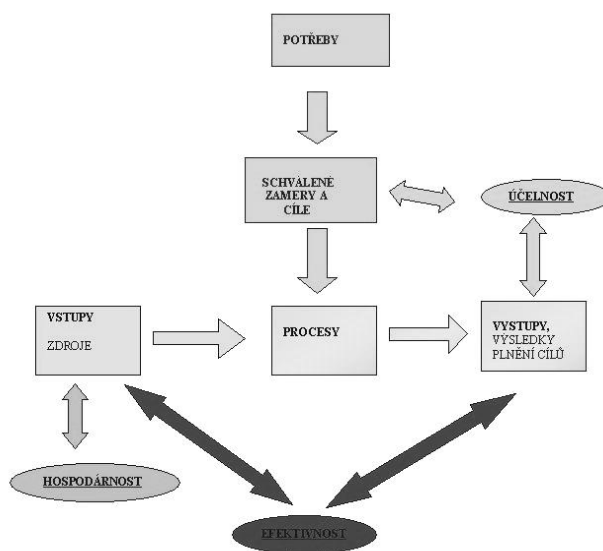 POTŘEBY
SCHVÁLENÉ
ZAMERY A
CÍLE
ÚČELNOST
VSTUPY
ZDROJE
PROCESY
VYSTUPY,
VÝSLEDKY
PLNĚNÍ CÍLŮ
HOSPODÁRNOST
EFEKTIVNOST